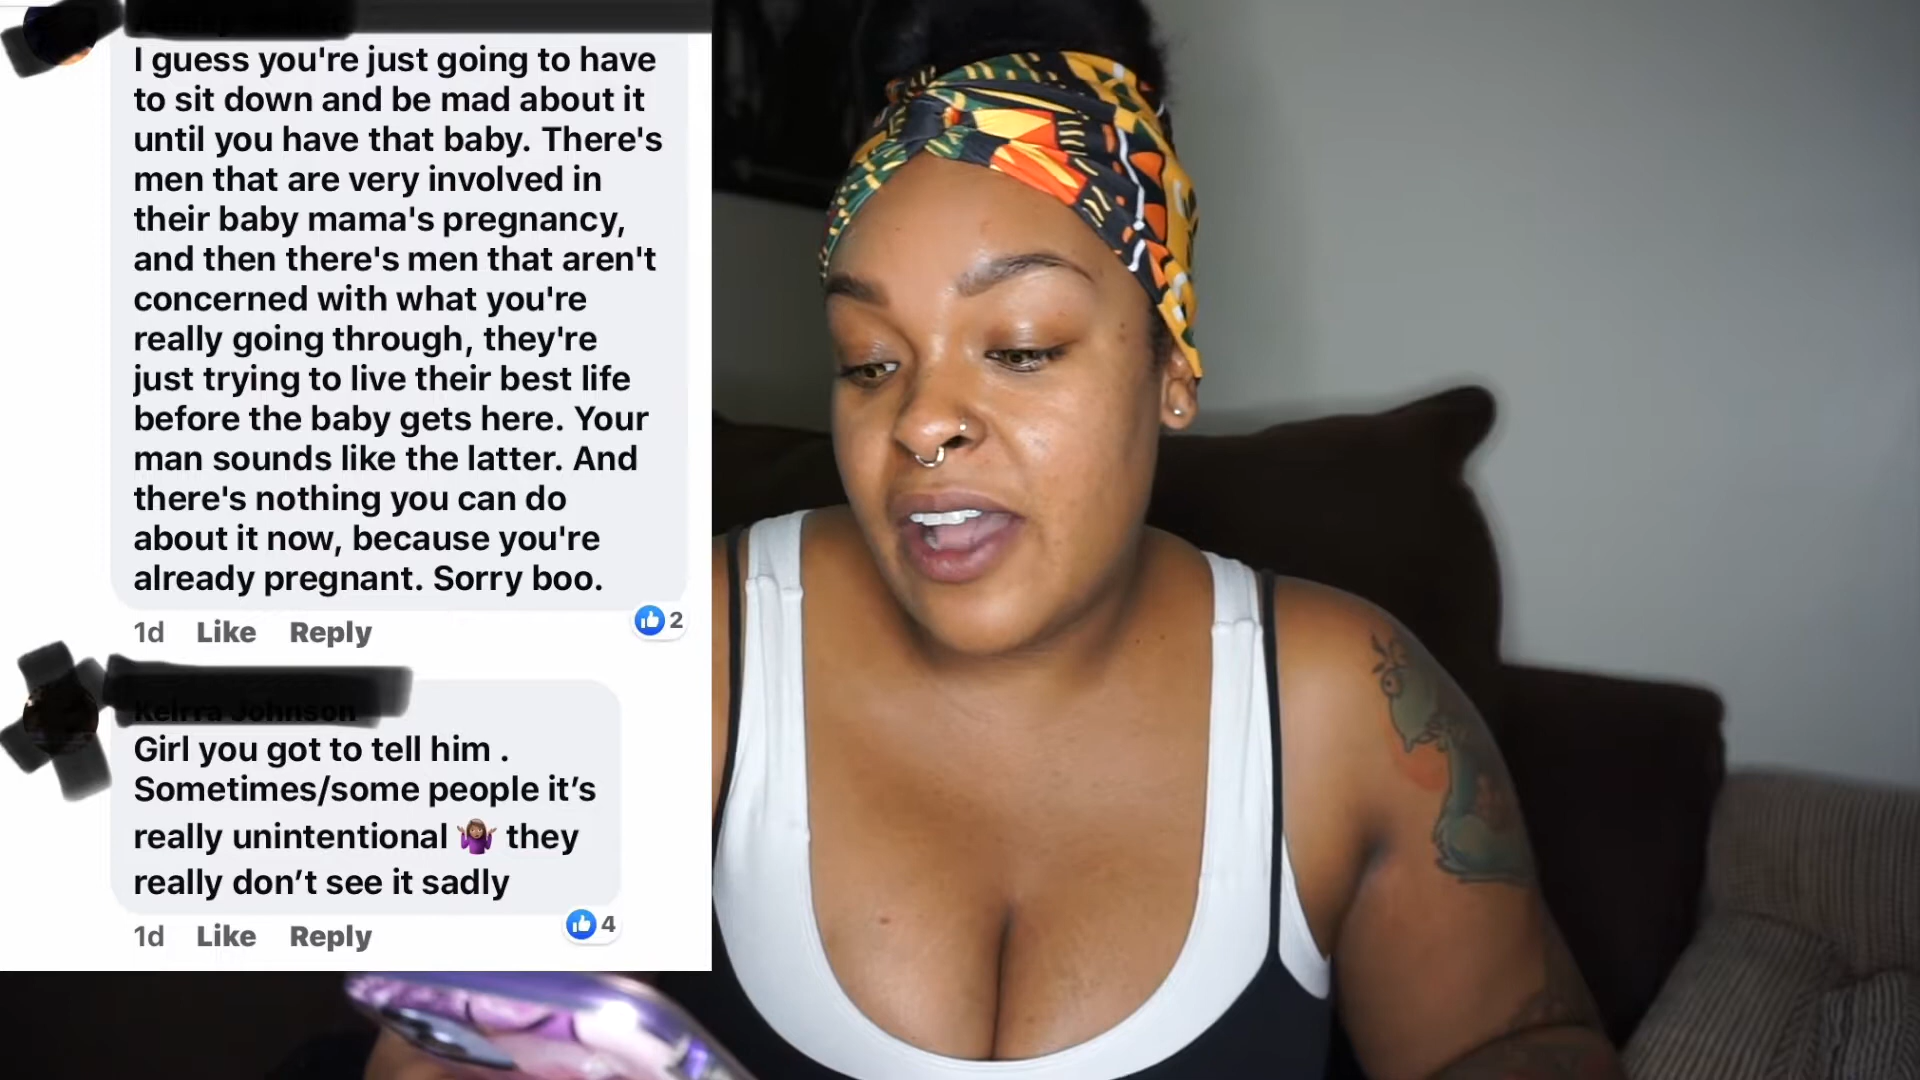 I guess you're just going to have
to sit down and be mad about it
until you have that baby. There's
men that are very involved in
their baby mama's pregnancy,
and then there's men that aren't
concerned with what you're
really going through, they're
just trying to live their best life
before the baby gets here. Your
man sounds like the latter. And
there's nothing you can do
about it now, because you're
already pregnant. Sorry boo.
1d Like Reply 2
Girl you got to tell him .
Sometimes/some people it's
really unintentional 🤷🏽‍♀️ they
really don’t see it sadly
1d Like Reply 4